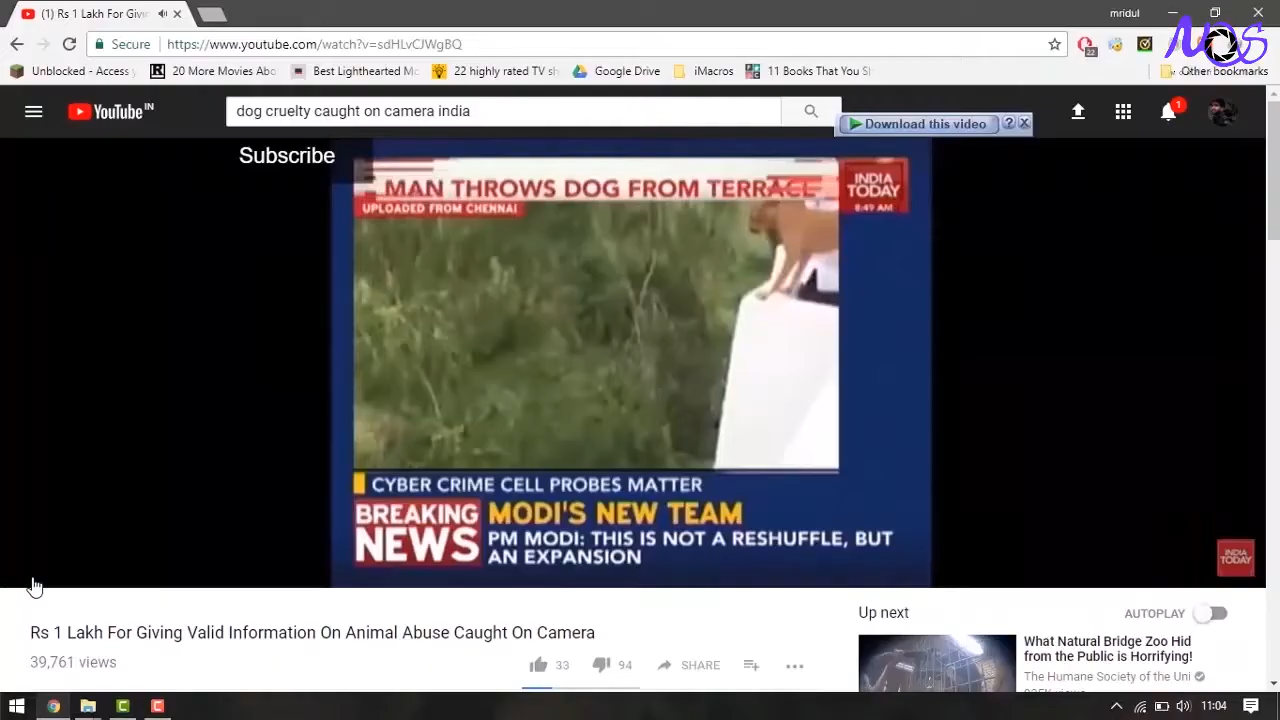 (1) Rs 1 Lakh For Givi
mridul
Secure
https://www.youtube.com/watch?v=sdHLvCJWgBQ
22
NDS
Unblocked - Access
20 More Movies Abo
Best Lighthearted Mo
22 highly rated TV sh
Google Drive
iMacros
11 Books That You S
Other bookmarks
YouTube IN
dog cruelty caught on camera india
Download this video
?
1
Subscribe
MAN THROWS DOG FROM TERRACE
INDIA
TODAY
8:49 AM
UPLOADED FROM CHENNAI
CYBER CRIME CELL PROBES MATTER
BREAKING
NEWS
MODI'S NEW TEAM
PM MODI: THIS IS NOT A RESHUFFLE, BUT
AN EXPANSION
INDIA
TODAY
Rs 1 Lakh For Giving Valid Information On Animal Abuse Caught On Camera
39,761 views
33
94
SHARE
Up next
AUTOPLAY
What Natural Bridge Zoo Hid
from the Public is Horrifying!
The Humane Society of the Uni
11:04